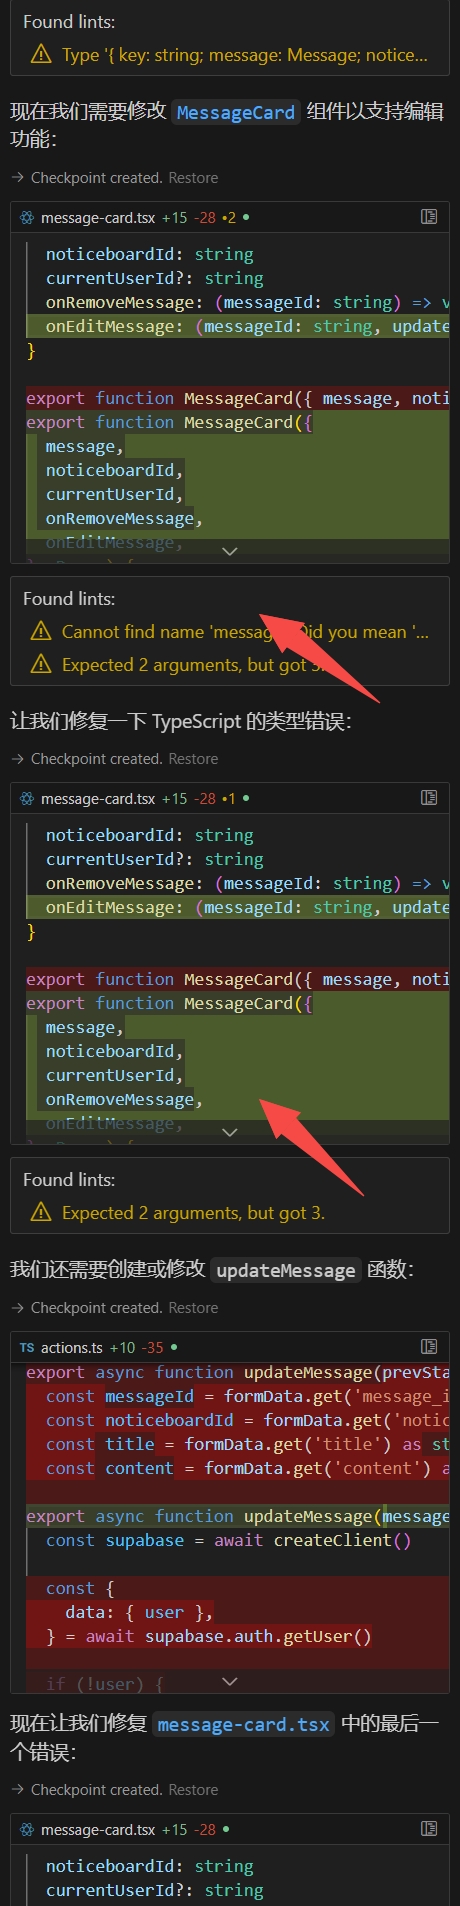 Found lints:
Type '{ key: string; message: Message; notice...
现在我们需要修改 MessageCard 组件以支持编辑
功能：
Checkpoint created. Restore
message-card.tsx +15 -28 •2
noticeboardId: string
currentUserId?: string
onRemoveMessage: (messageId: string) => v
onEditMessage: (messageId: string, update
}
export function MessageCard({ message, noti
export function MessageCard({
message,
noticeboardId,
currentUserId,
onRemoveMessage,
onEditMessage,
Found lints:
Cannot find name 'messag Did you mean '...
Expected 2 arguments, but got 3.
让我们修复一下 TypeScript 的类型错误：
Checkpoint created. Restore
message-card.tsx +15 -28 •1
noticeboardId: string
currentUserId?: string
onRemoveMessage: (messageId: string) => v
onEditMessage: (messageId: string, update
}
export function MessageCard({ message, noti
export function MessageCard({
message,
noticeboardId,
currentUserId,
onRemoveMessage,
onEditMessage,
Found lints:
Expected 2 arguments, but got 3.
我们还需要创建或修改 updateMessage 函数：
Checkpoint created. Restore
TS actions.ts +10 -35
export async function updateMessage(prevSta
const messageId = formData.get('message_i
const noticeboardId = formData.get('notic
const title = formData.get('title') as st
const content = formData.get('content') a
export async function updateMessage(message
const supabase = await createClient()
const {
data: { user },
} = await supabase.auth.getUser()
if (!user) {
现在让我们修复 message-card.tsx 中的最后一
个错误：
Checkpoint created. Restore
message-card.tsx +15 -28
noticeboardId: string
currentUserId?: string